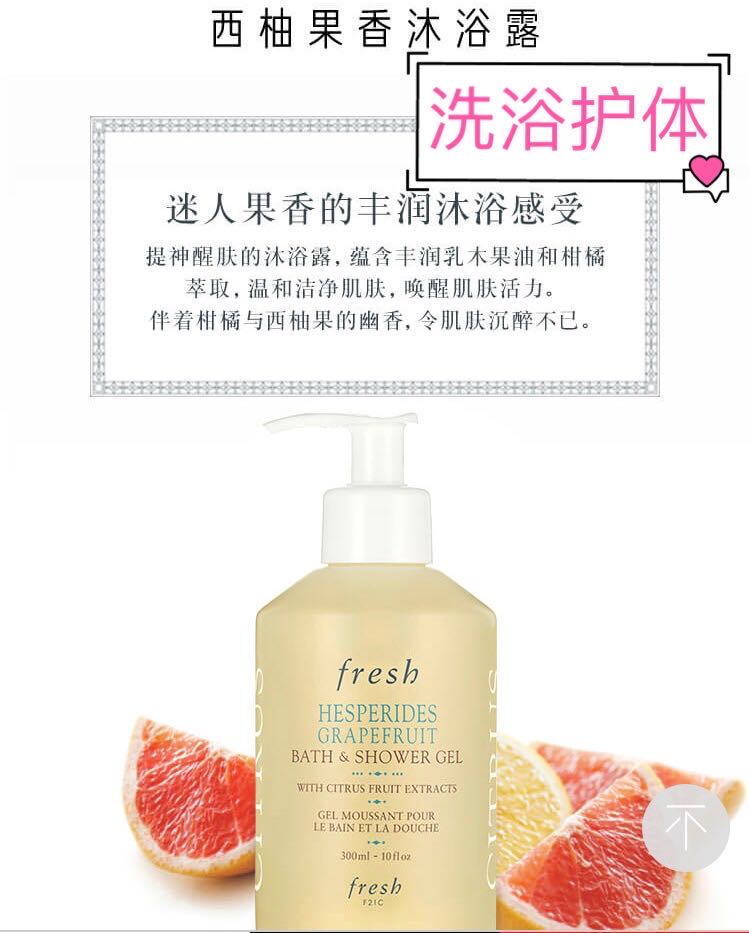 西柚果香沐浴露
洗浴护体
迷人果香的丰润沐浴感受
提神醒肤的沐浴露，蕴含丰润乳木果油和柑橘
萃取，温和洁净肌肤，唤醒肌肤活力。
伴着柑橘与西柚果的幽香，令肌肤沉醉不已。
fresh
HESPERIDES
GRAPEFRUIT
BATH & SHOWER GEL
WITH CITRUS FRUIT EXTRACTS
GEL MOUSSANT POUR
LE BAIN ET LA DOUCHE
300ml - 10floz
fresh
F21C
CITRUS
CITRUS